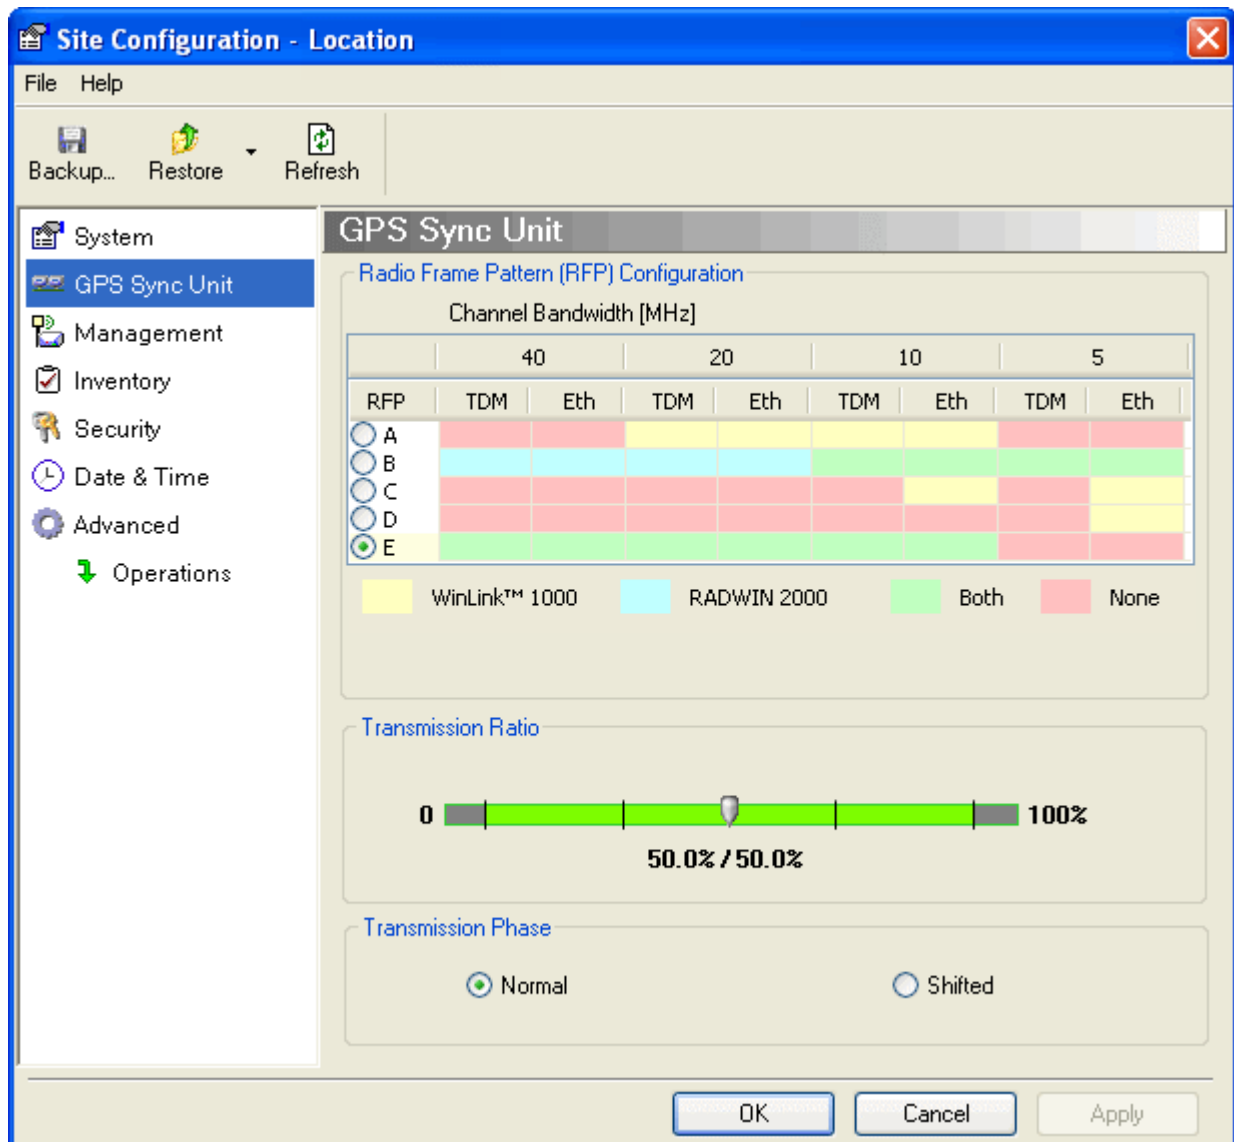 Site Configuration - Location
File Help
Backup... Restore Refresh
System
GPS Sync Unit
Management
Inventory
Security
Date & Time
Advanced
Operations
GPS Sync Unit
Radio Frame Pattern (RFP) Configuration
Channel Bandwidth [MHz]
40 20 10 5
RFP TDM Eth TDM Eth TDM Eth TDM Eth
A
B
C
D
E
WinLink™ 1000 RADWIN 2000 Both None
Transmission Ratio
0 100%
50.0% / 50.0%
Transmission Phase
Normal Shifted
OK Cancel Apply